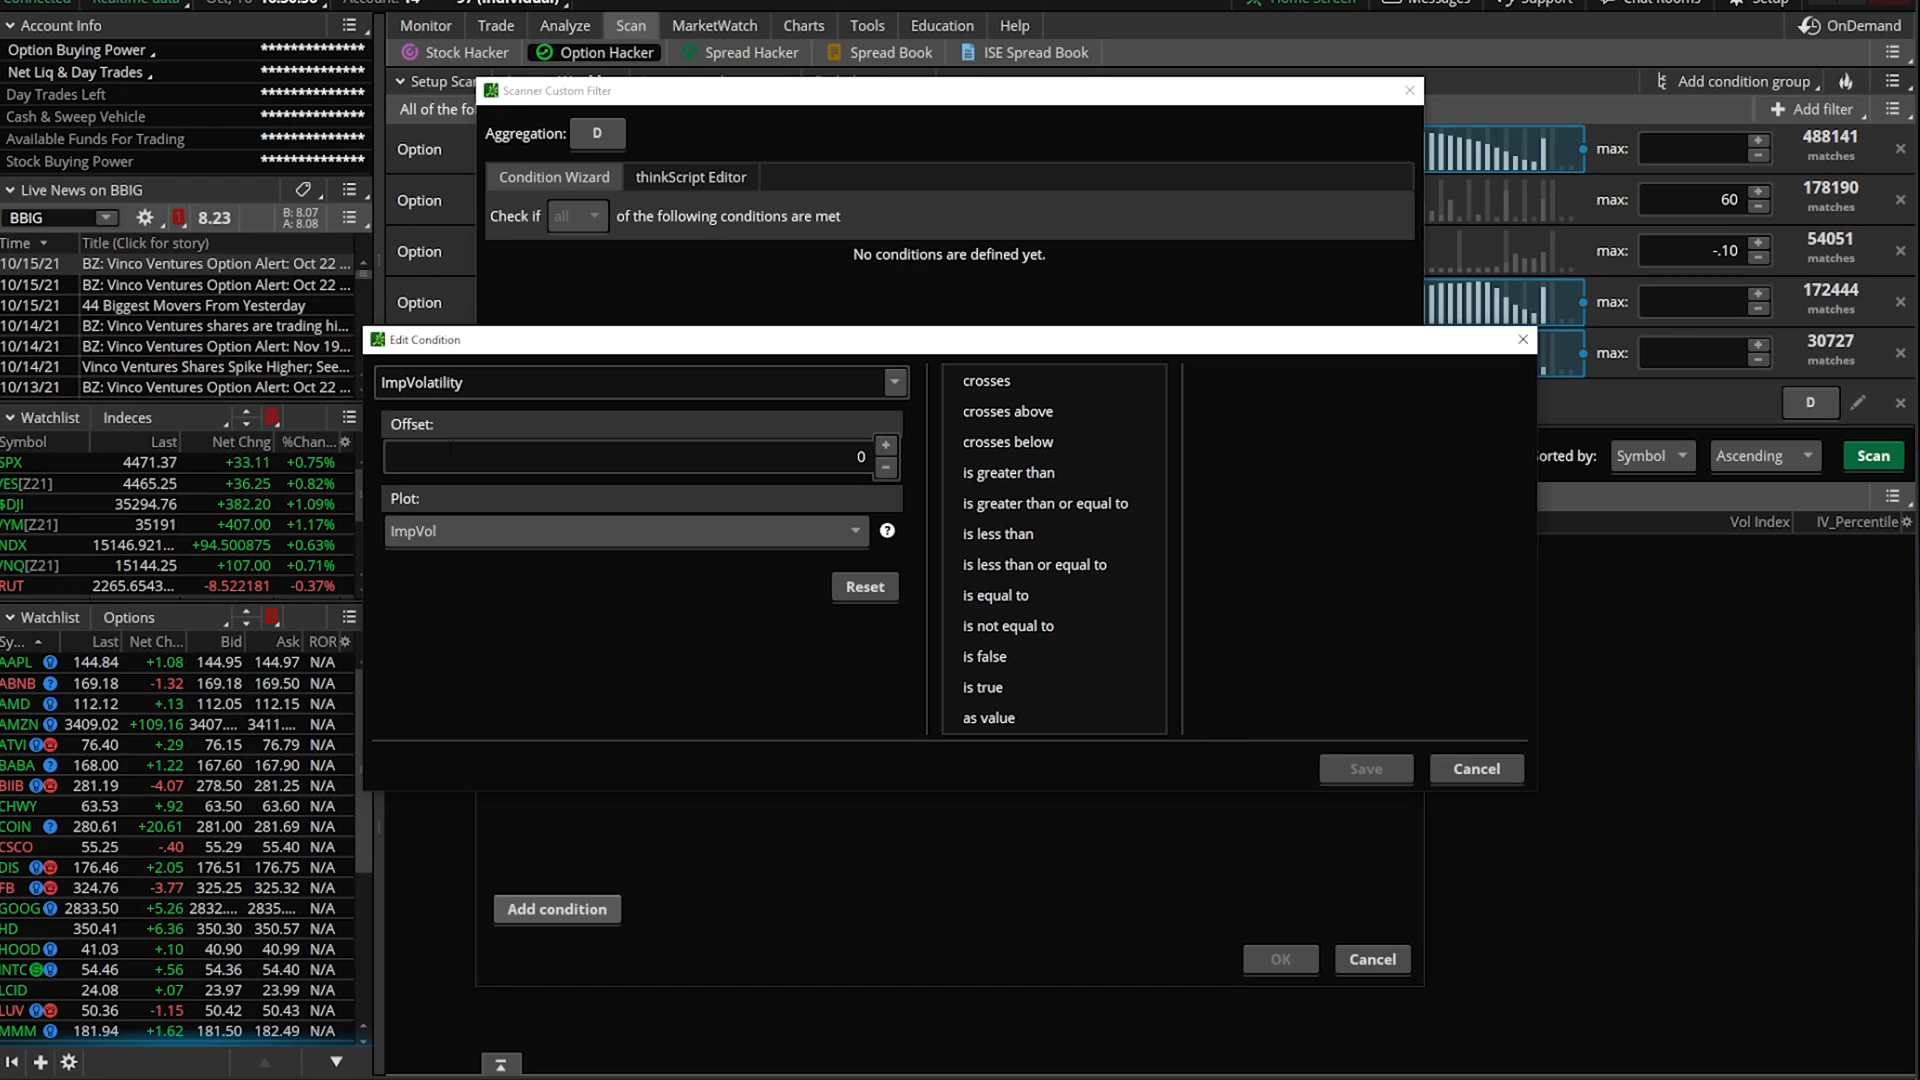 Monitor Trade Analyze Scan MarketWatch Charts Tools Education Help OnDemand
Stock Hacker Option Hacker Spread Hacker Spread Book ISE Spread Book
Account Info
Option Buying Power ****************
Net Liq & Day Trades ****************
Day Trades Left ****************
Cash & Sweep Vehicle ****************
Available Funds For Trading ****************
Stock Buying Power ****************
Live News on BBIG
BBIG 1 8.23 B: 8.07 A: 8.08
Time Title (Click for story)
10/15/21 BZ: Vinco Ventures Option Alert: Oct 22 ...
10/15/21 BZ: Vinco Ventures Option Alert: Oct 22 ...
10/15/21 44 Biggest Movers From Yesterday
10/14/21 BZ: Vinco Ventures shares are trading hi...
10/14/21 BZ: Vinco Ventures Option Alert: Nov 19...
10/14/21 Vinco Ventures Shares Spike Higher; See...
10/13/21 BZ: Vinco Ventures Option Alert: Oct 22 ...
Watchlist Indeces
Symbol Last Net Chng %Chan...
SPX 4471.37 +33.11 +0.75%
/ES[Z21] 4465.25 +36.25 +0.82%
$DJI 35294.76 +382.20 +1.09%
/YM[Z21] 35191 +407.00 +1.17%
NDX 15146.921... +94.500875 +0.63%
/NQ[Z21] 15144.25 +107.00 +0.71%
RUT 2265.6543... -8.522181 -0.37%
Watchlist Options
Sy... Last Net Ch... Bid Ask ROR
AAPL 144.84 +1.08 144.95 144.97 N/A
ABNB 169.18 -1.32 169.18 169.50 N/A
AMD 112.12 +.13 112.05 112.15 N/A
AMZN 3409.02 +109.16 3407.... 3411.... N/A
ATVI 76.40 +.29 76.15 76.79 N/A
BABA 168.00 +1.22 167.60 167.90 N/A
BIIB 281.19 -4.07 278.50 281.25 N/A
CHWY 63.53 +.92 63.50 63.60 N/A
COIN 280.61 +20.61 281.00 281.69 N/A
CSCO 55.25 -.40 55.29 55.40 N/A
DIS 176.46 +2.05 176.51 176.75 N/A
FB 324.76 -3.77 325.25 325.32 N/A
GOOG 2833.50 +5.26 2832.... 2835.... N/A
HD 350.41 +6.36 350.30 350.57 N/A
HOOD 41.03 +.10 40.90 40.99 N/A
INTC 54.46 +.56 54.36 54.40 N/A
LCID 24.08 +.07 23.97 23.99 N/A
LUV 50.36 -1.15 50.42 50.43 N/A
MMM 181.94 +1.62 181.50 182.49 N/A
Setup Scan
Add condition group
All of the fo
Add filter
Option max: 488141 matches
Option max: 60 178190 matches
Option max: -.10 54051 matches
Option max: 172444 matches
max: 30727 matches
D
Sorted by: Symbol Ascending Scan
Vol Index IV_Percentile
Scanner Custom Filter
Aggregation: D
Condition Wizard thinkScript Editor
Check if all of the following conditions are met
No conditions are defined yet.
Edit Condition
ImpVolatility
Offset:
0
Plot:
ImpVol
Reset
crosses
crosses above
crosses below
is greater than
is greater than or equal to
is less than
is less than or equal to
is equal to
is not equal to
is false
is true
as value
Save Cancel
Add condition
OK Cancel